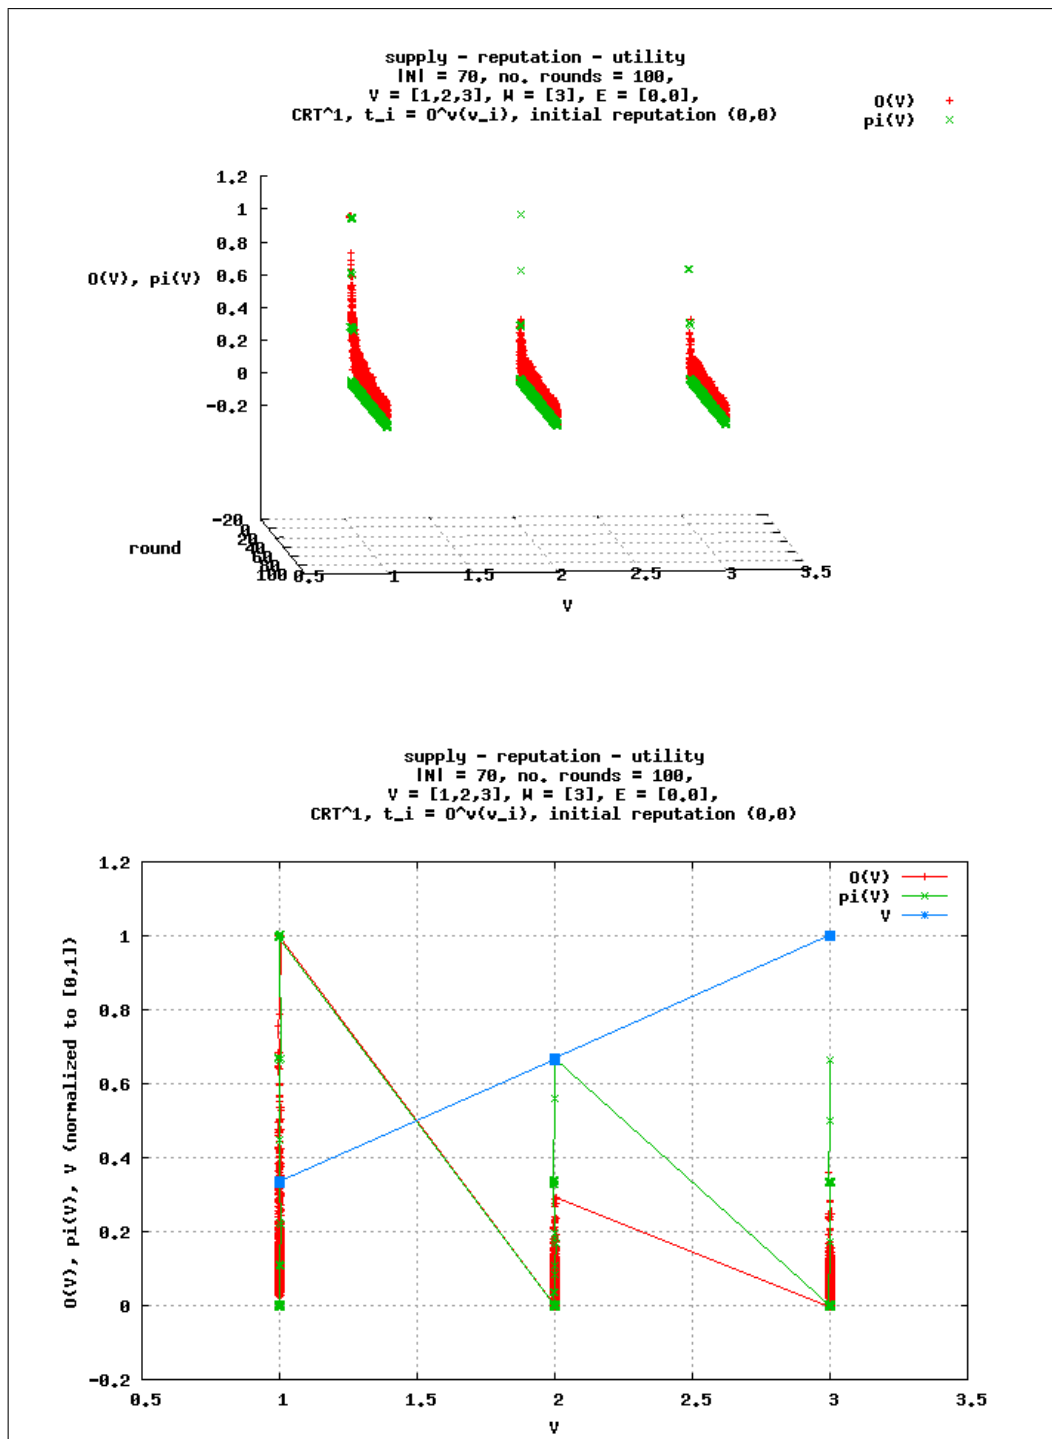 supply - reputation - utility
|N| = 70, no. rounds = 100,
V = [1,2,3], W = [3], E = [0.0],
CRT^1, t_i = O^v(v_i), initial reputation (0,0)
O(V)
pi(V)
1.2
1
0.8
0.6
0.4
0.2
0
-0.2
O(V), pi(V)
-20
0
20
40
60
80
100
round
0.5
1
1.5
2
2.5
3
3.5
V
supply - reputation - utility
|N| = 70, no. rounds = 100,
V = [1,2,3], W = [3], E = [0.0],
CRT^1, t_i = O^v(v_i), initial reputation (0,0)
O(V)
pi(V)
V
1.2
1
0.8
0.6
0.4
0.2
0
-0.2
O(V), pi(V), V (normalized to [0,1])
0.5
1
1.5
2
2.5
3
3.5
V